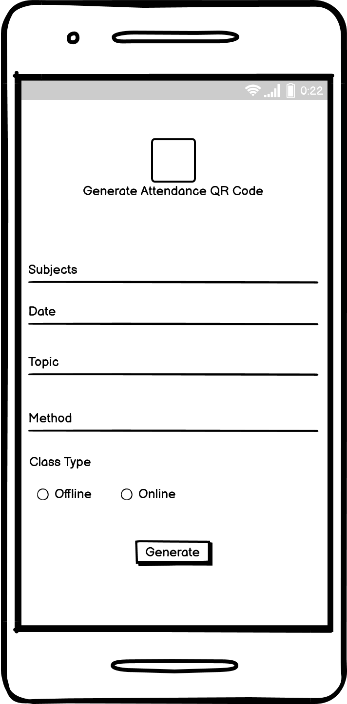 0:22
Generate Attendance QR Code
Subjects
Date
Topic
Method
Class Type
Offline Online
Generate